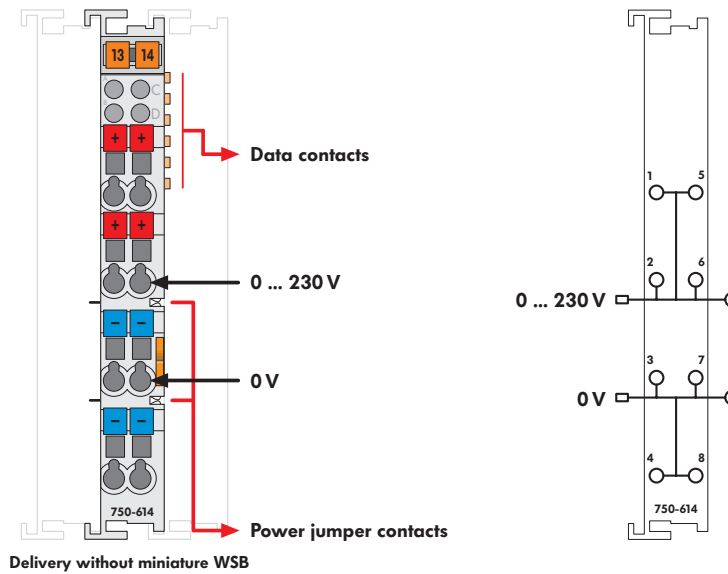 13 14
C
D
+ +
Data contacts
+ +
0 ... 230 V
− −
0 V
− −
750-614
Power jumper contacts
Delivery without miniature WSB
1 5
2 6
0 ... 230 V
3 7
0 V
4 8
750-614